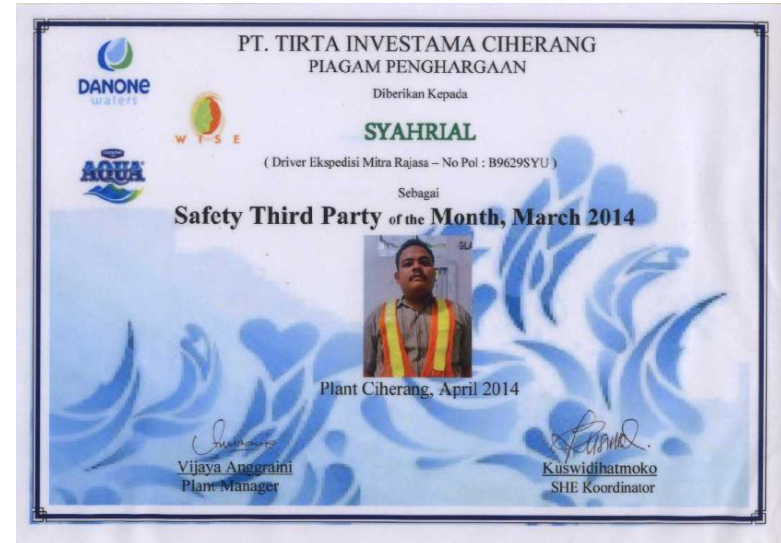 PT. TIRTA INVESTAMA CIHERANG
PIAGAM PENGHARGAAN
DANONE
waters
Diberikan Kepada
WISE
SYAHRIAL
AQUA
( Driver Ekspedisi Mitra Rajasa – No Pol : B9629SYU )
Sebagai
Safety Third Party of the Month, March 2014
GLA
Plant Ciherang, April 2014
Vijaya Anggraini
Plant Manager
Kuswidihatmoko
SHE Koordinator